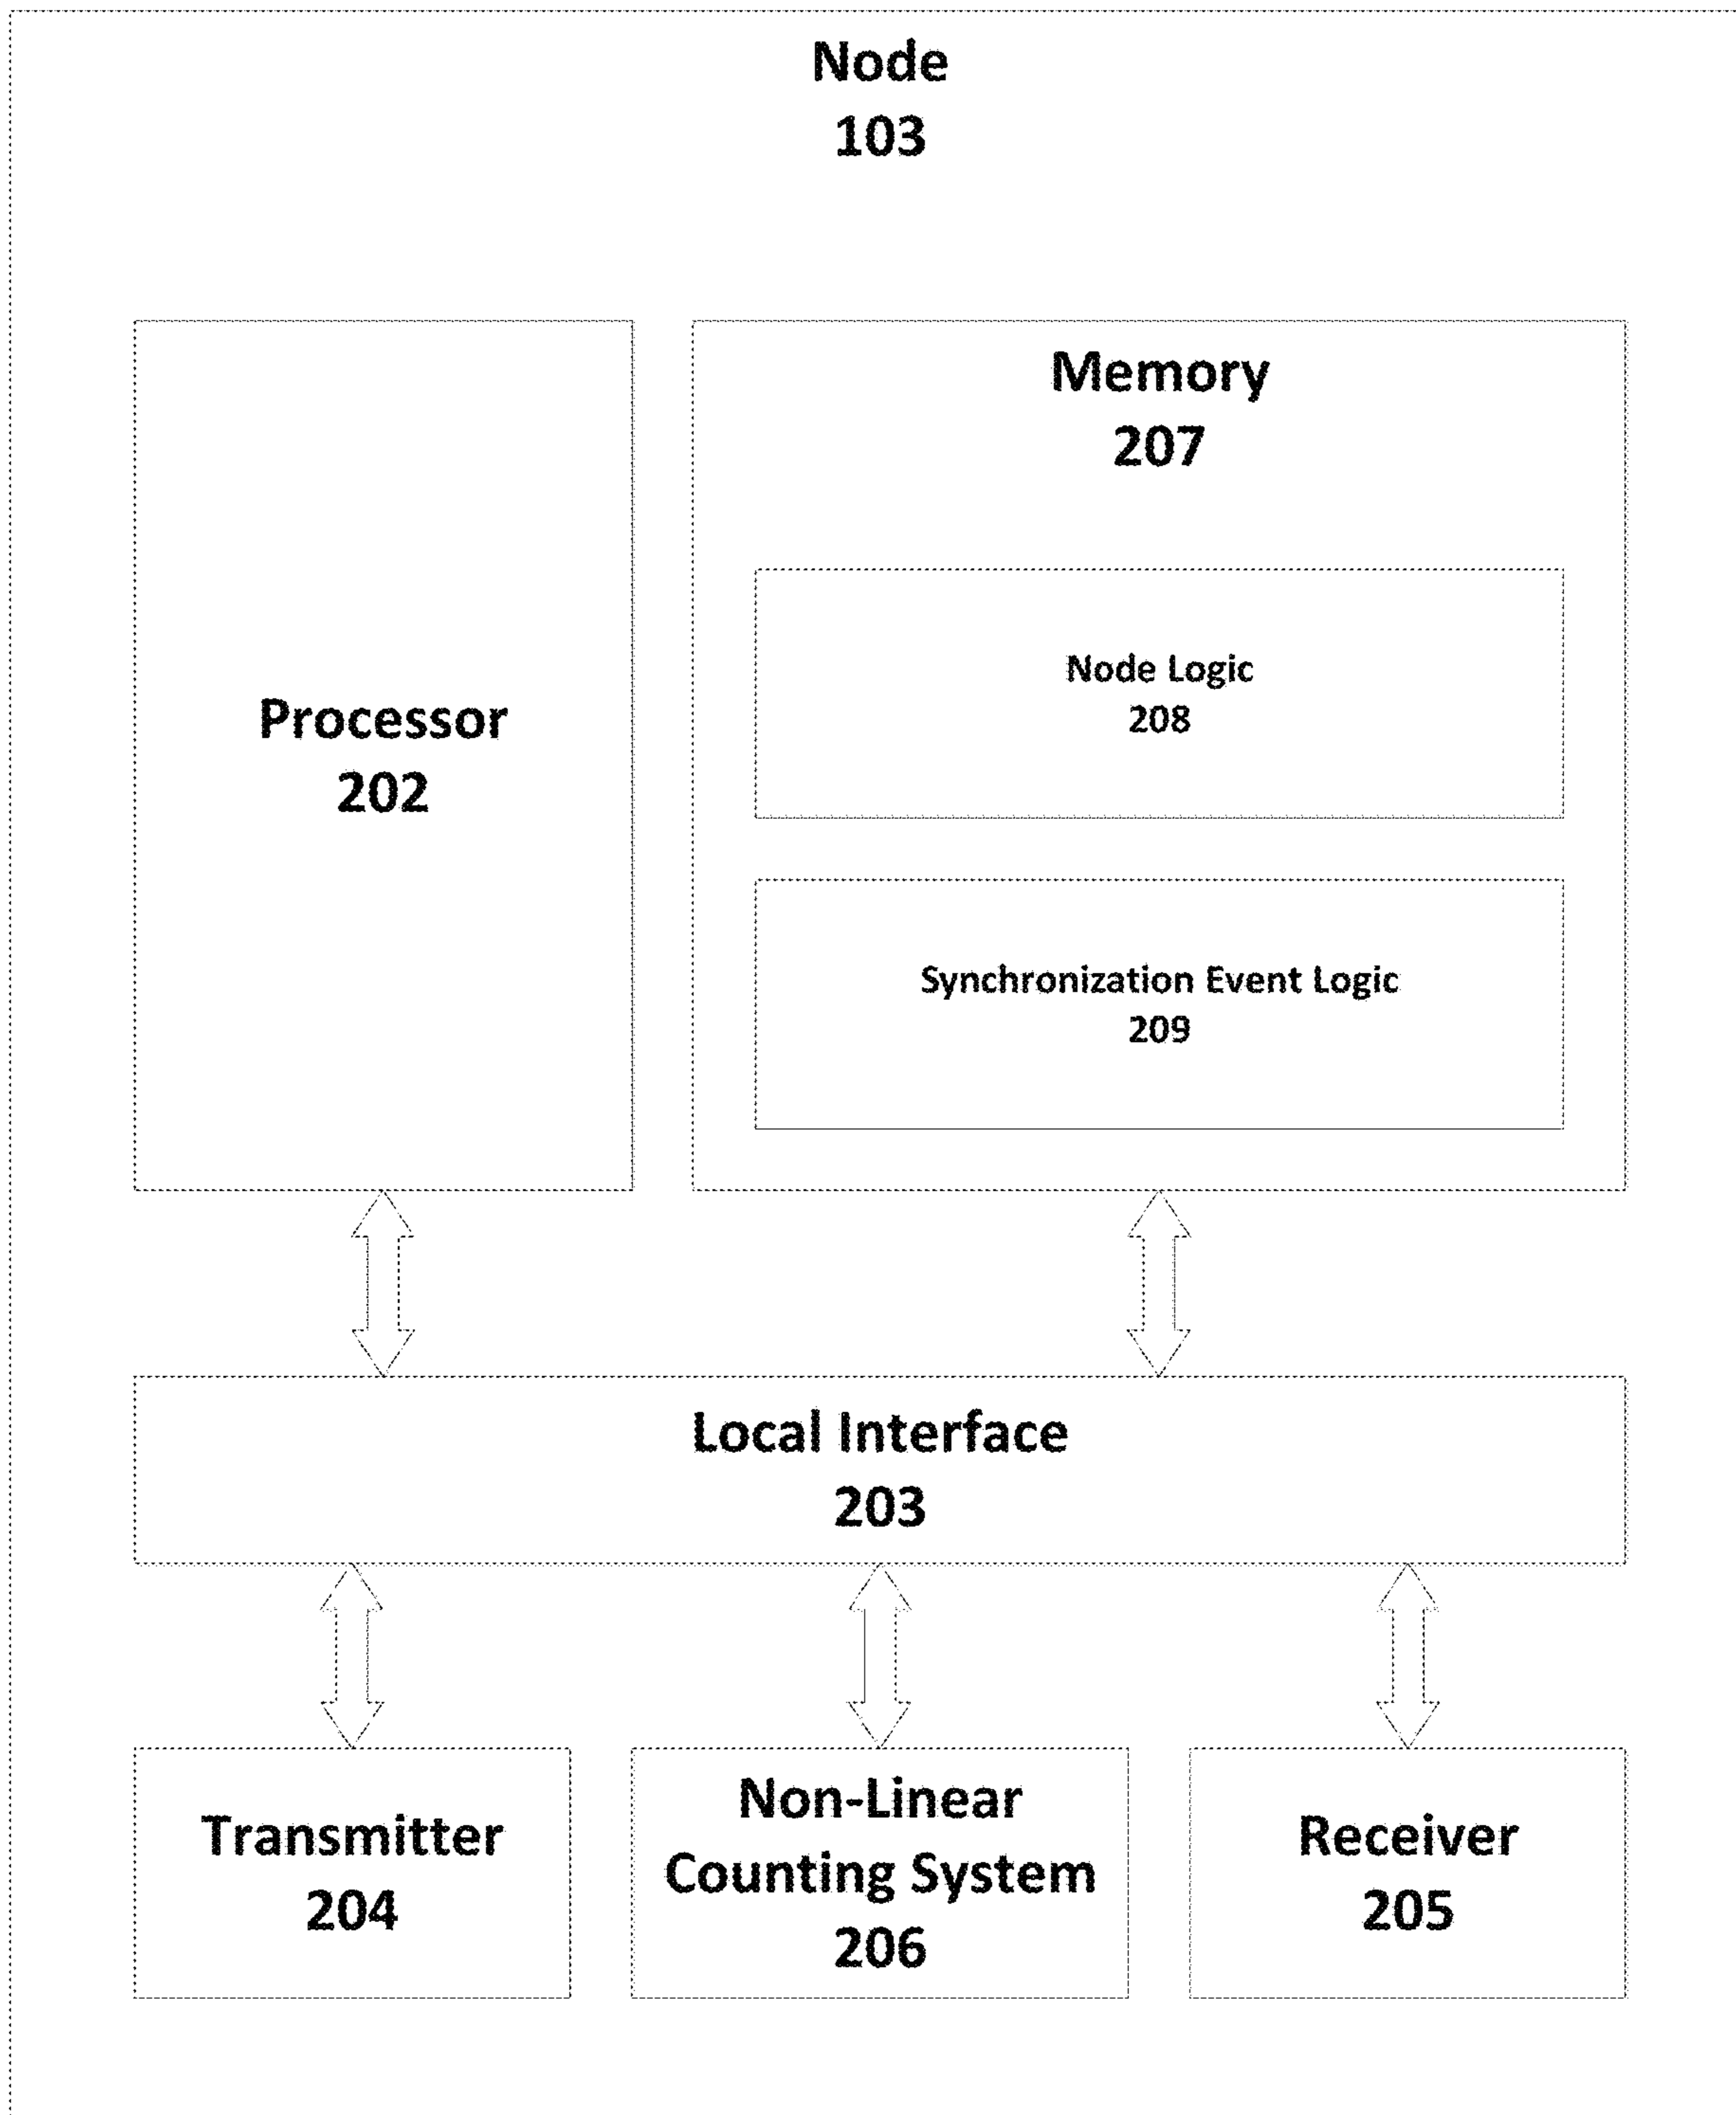 Node
103
Processor
202
Memory
207
Node Logic
208
Synchronization Event Logic
209
Local Interface
203
Transmitter
204
Non-Linear
Counting System
206
Receiver
205